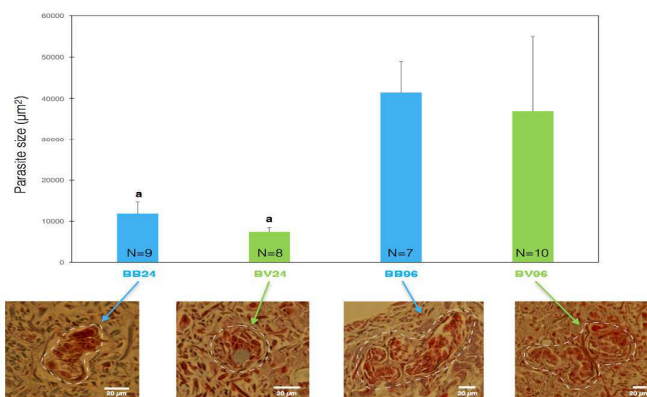 60000
50000
40000
30000
20000
10000
0
Parasite size (µm²)
a
a
N=9
N=8
N=7
N=10
BB24
BV24
BB96
BV96
20 µm
20 µm
20 µm
20 µm